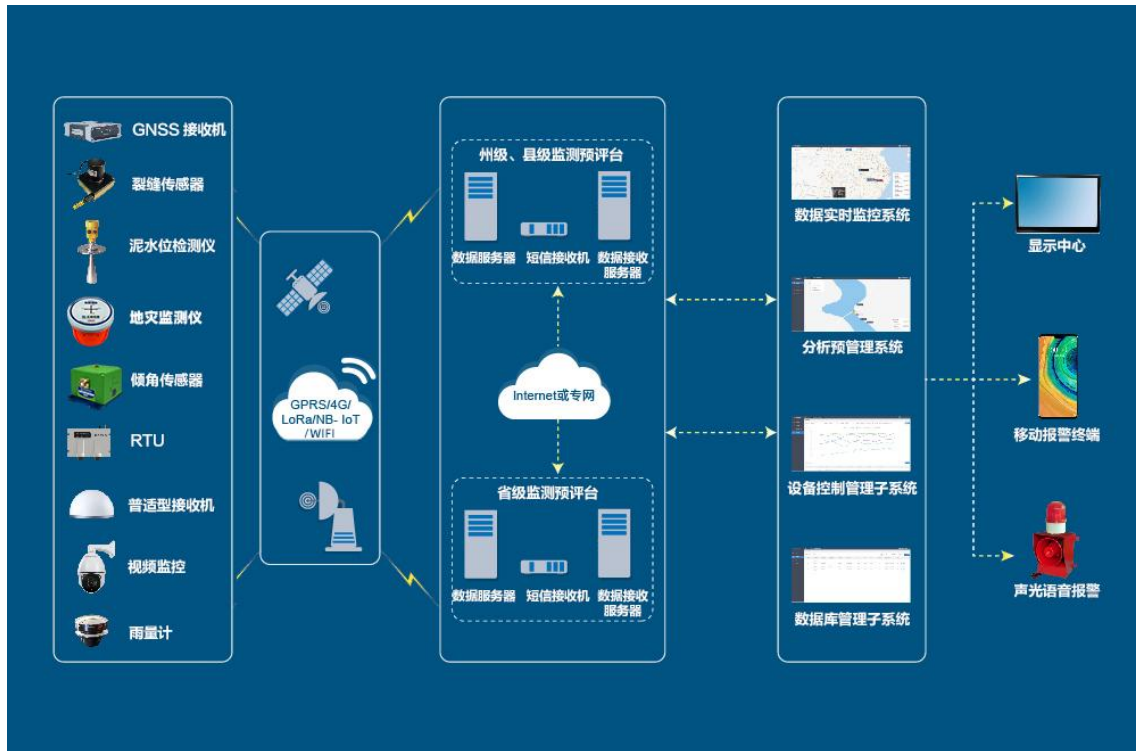 GNSS 接收机
裂缝传感器
泥水位检测仪
地灾监测仪
倾角传感器
RTU
普适型接收机
视频监控
雨量计
GPRS/4G/
LoRa/NB- IoT
/WIFI
州级、县级监测预评台
数据服务器
短信接收机
数据接收
服务器
Internet或专网
省级监测预评台
数据服务器
短信接收机
数据接收
服务器
数据实时监控系统
分析预管理系统
设备控制管理子系统
数据库管理子系统
显示中心
移动报警终端
声光语音报警